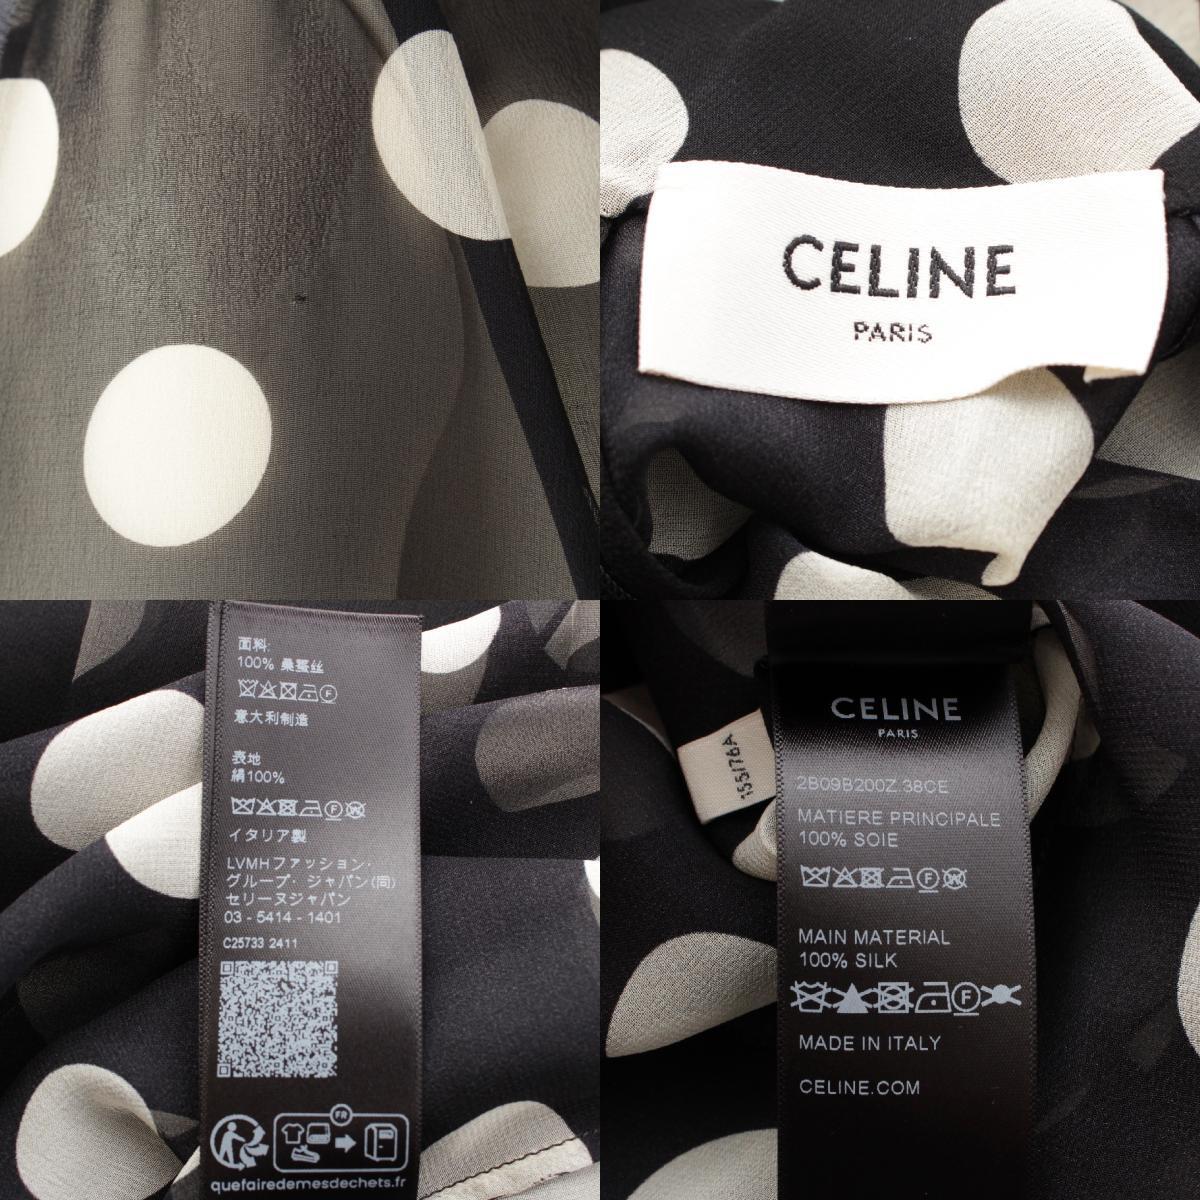 CELINE
PARIS
面料:
100% 桑蚕丝
意大利制造
表地
絹100%
イタリア製
LVMHファッション・
グループ・ジャパン(同)
セリーヌジャパン
03 - 5414 - 1401
C25733 2411
FR
quefairedemesdechets.fr
155/76A
CELINE
PARIS
2B09B200Z.38CE
MATIERE PRINCIPALE
100% SOIE
MAIN MATERIAL
100% SILK
MADE IN ITALY
CELINE.COM